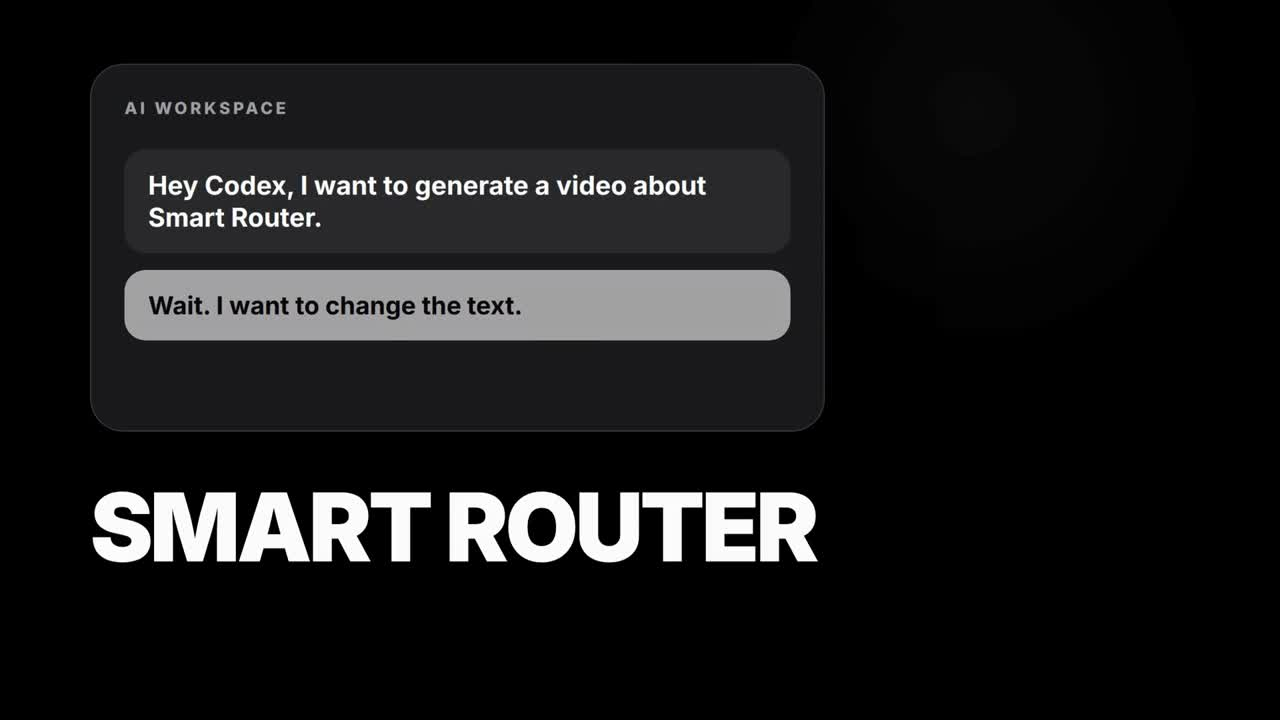 AI WORKSPACE
Hey Codex, I want to generate a video about
Smart Router.
Wait. I want to change the text.
SMART ROUTER